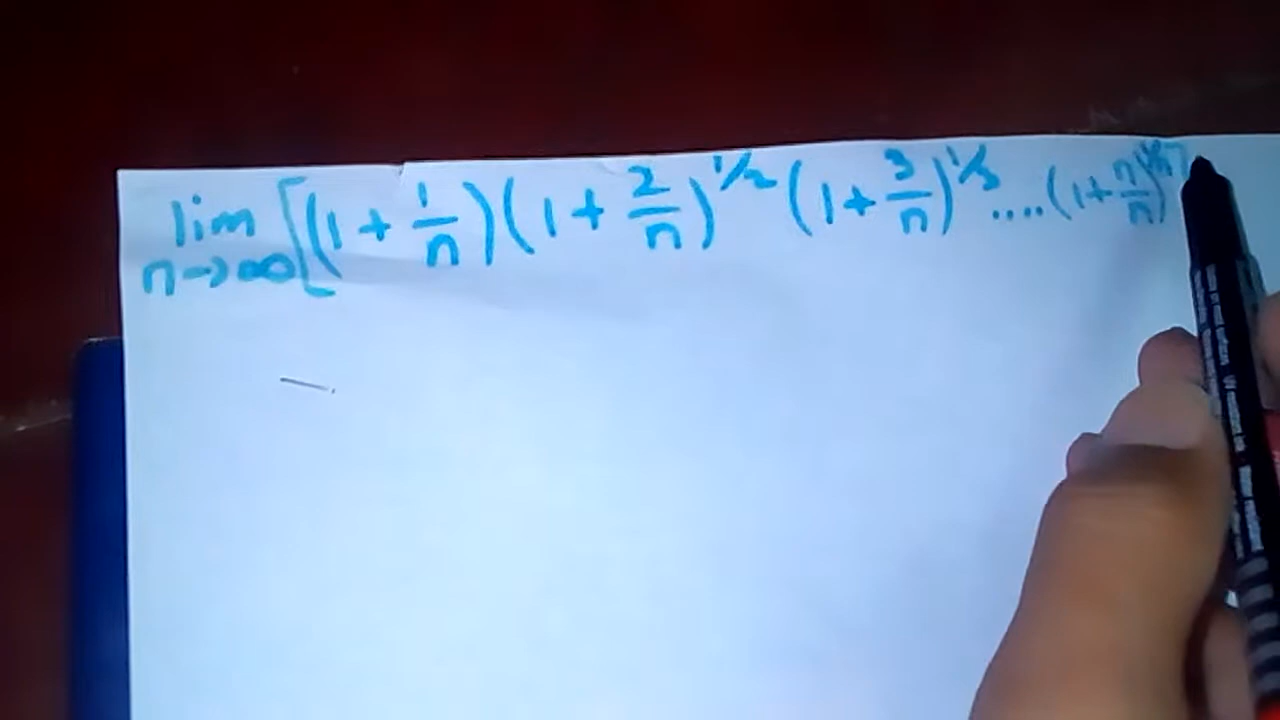 lim n→∞ [(1 + 1/n)(1 + 2/n)^1/2 (1 + 3/n)^1/3 .... (1 + n/n)^1/n]